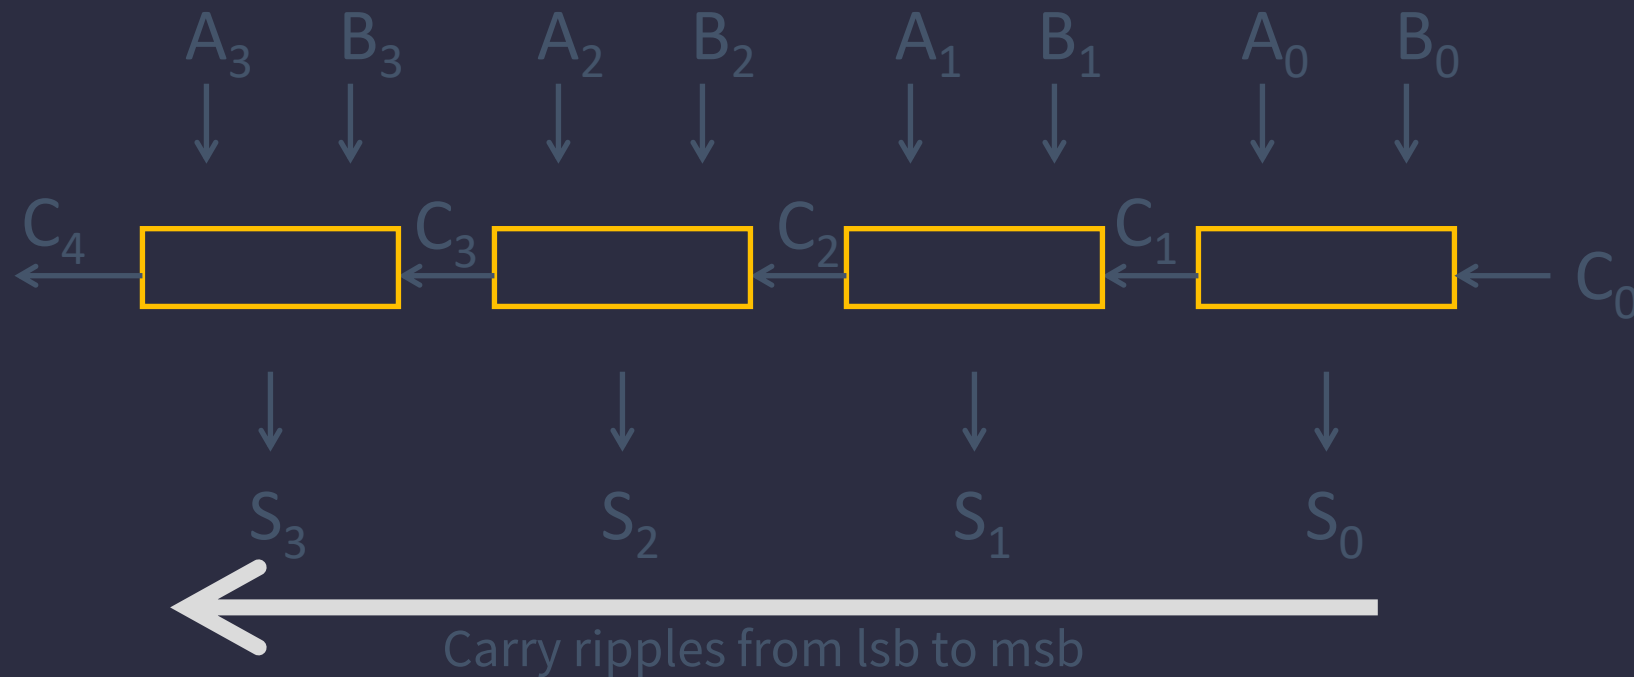 A₃ B₃ A₂ B₂ A₁ B₁ A₀ B₀
C₄ C₃ C₂ C₁ C₀
S₃ S₂ S₁ S₀
Carry ripples from lsb to msb